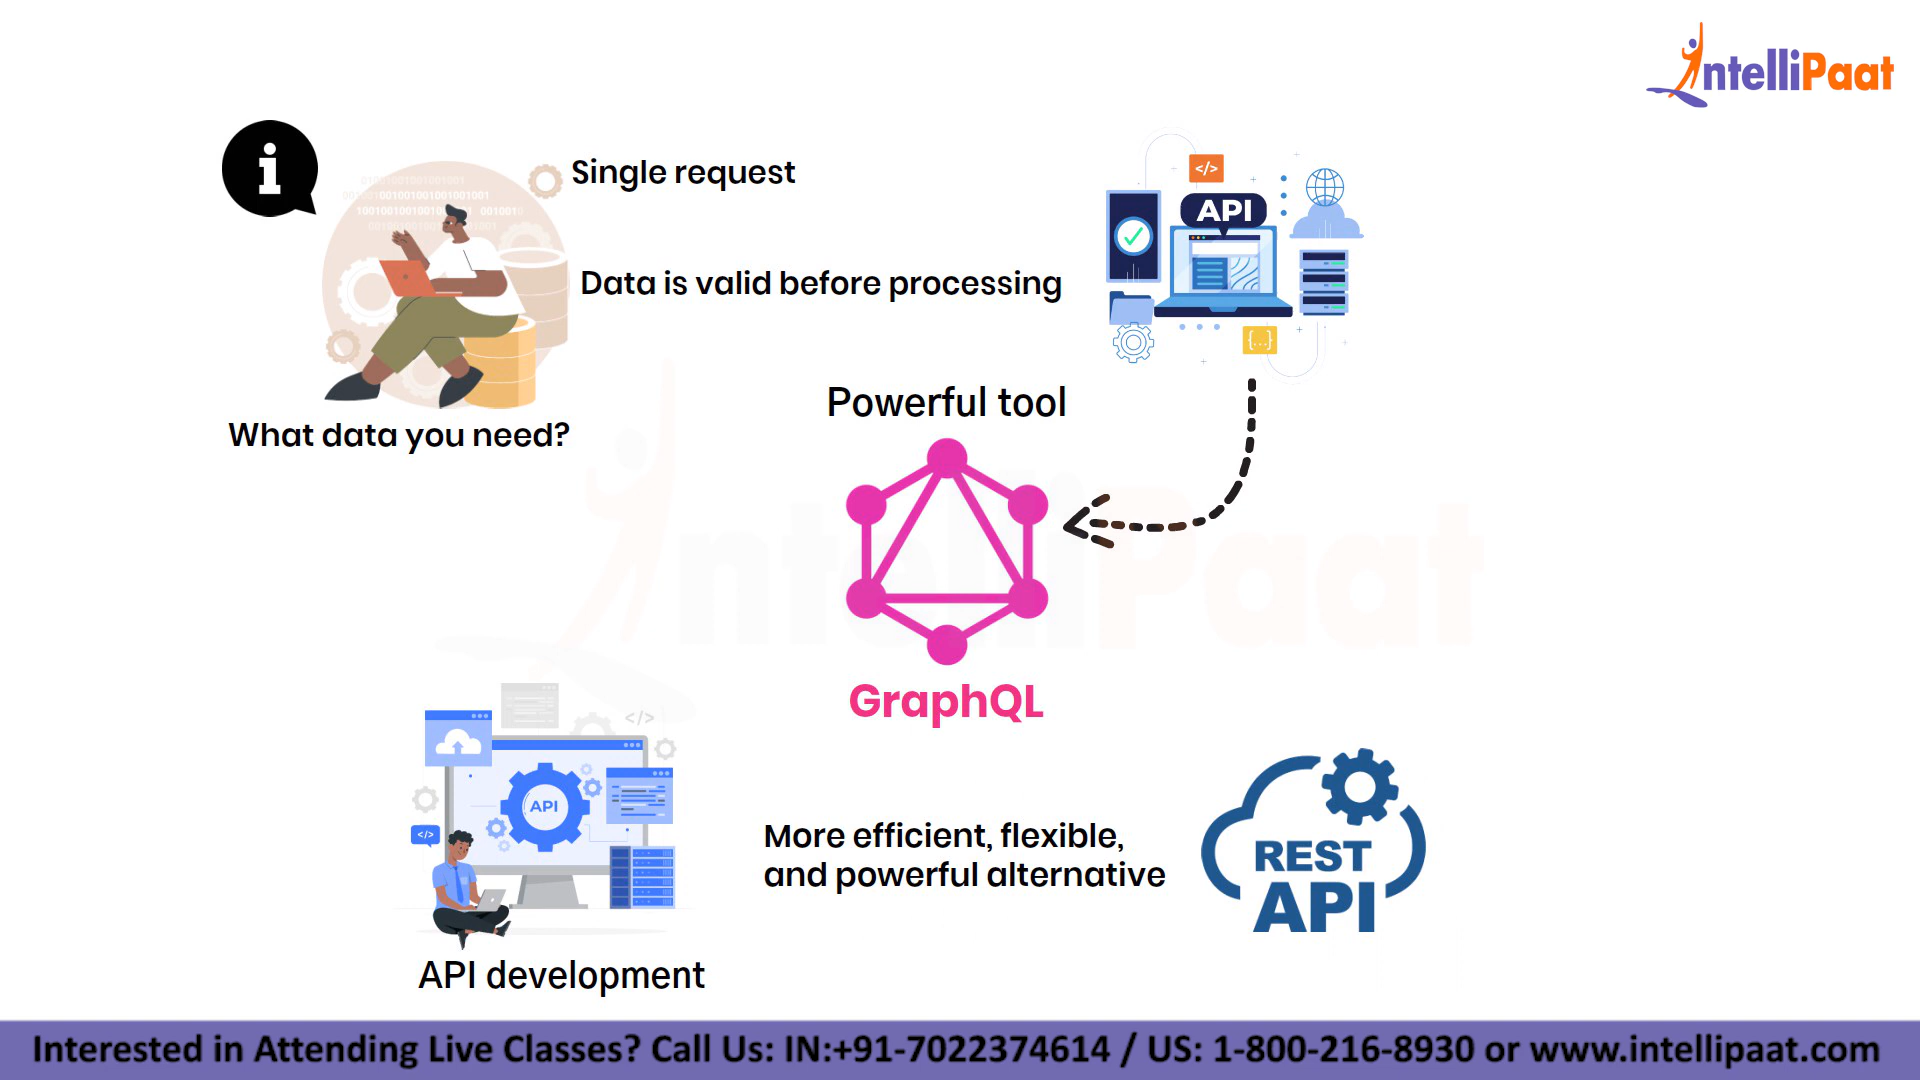 IntelliPaat
Single request
</>
API
Data is valid before processing
{...}
What data you need?
Powerful tool
GraphQL
</>
API
</>
More efficient, flexible,
and powerful alternative
REST
API
API development
Interested in Attending Live Classes? Call Us: IN:+91-7022374614 / US: 1-800-216-8930 or www.intellipaat.com